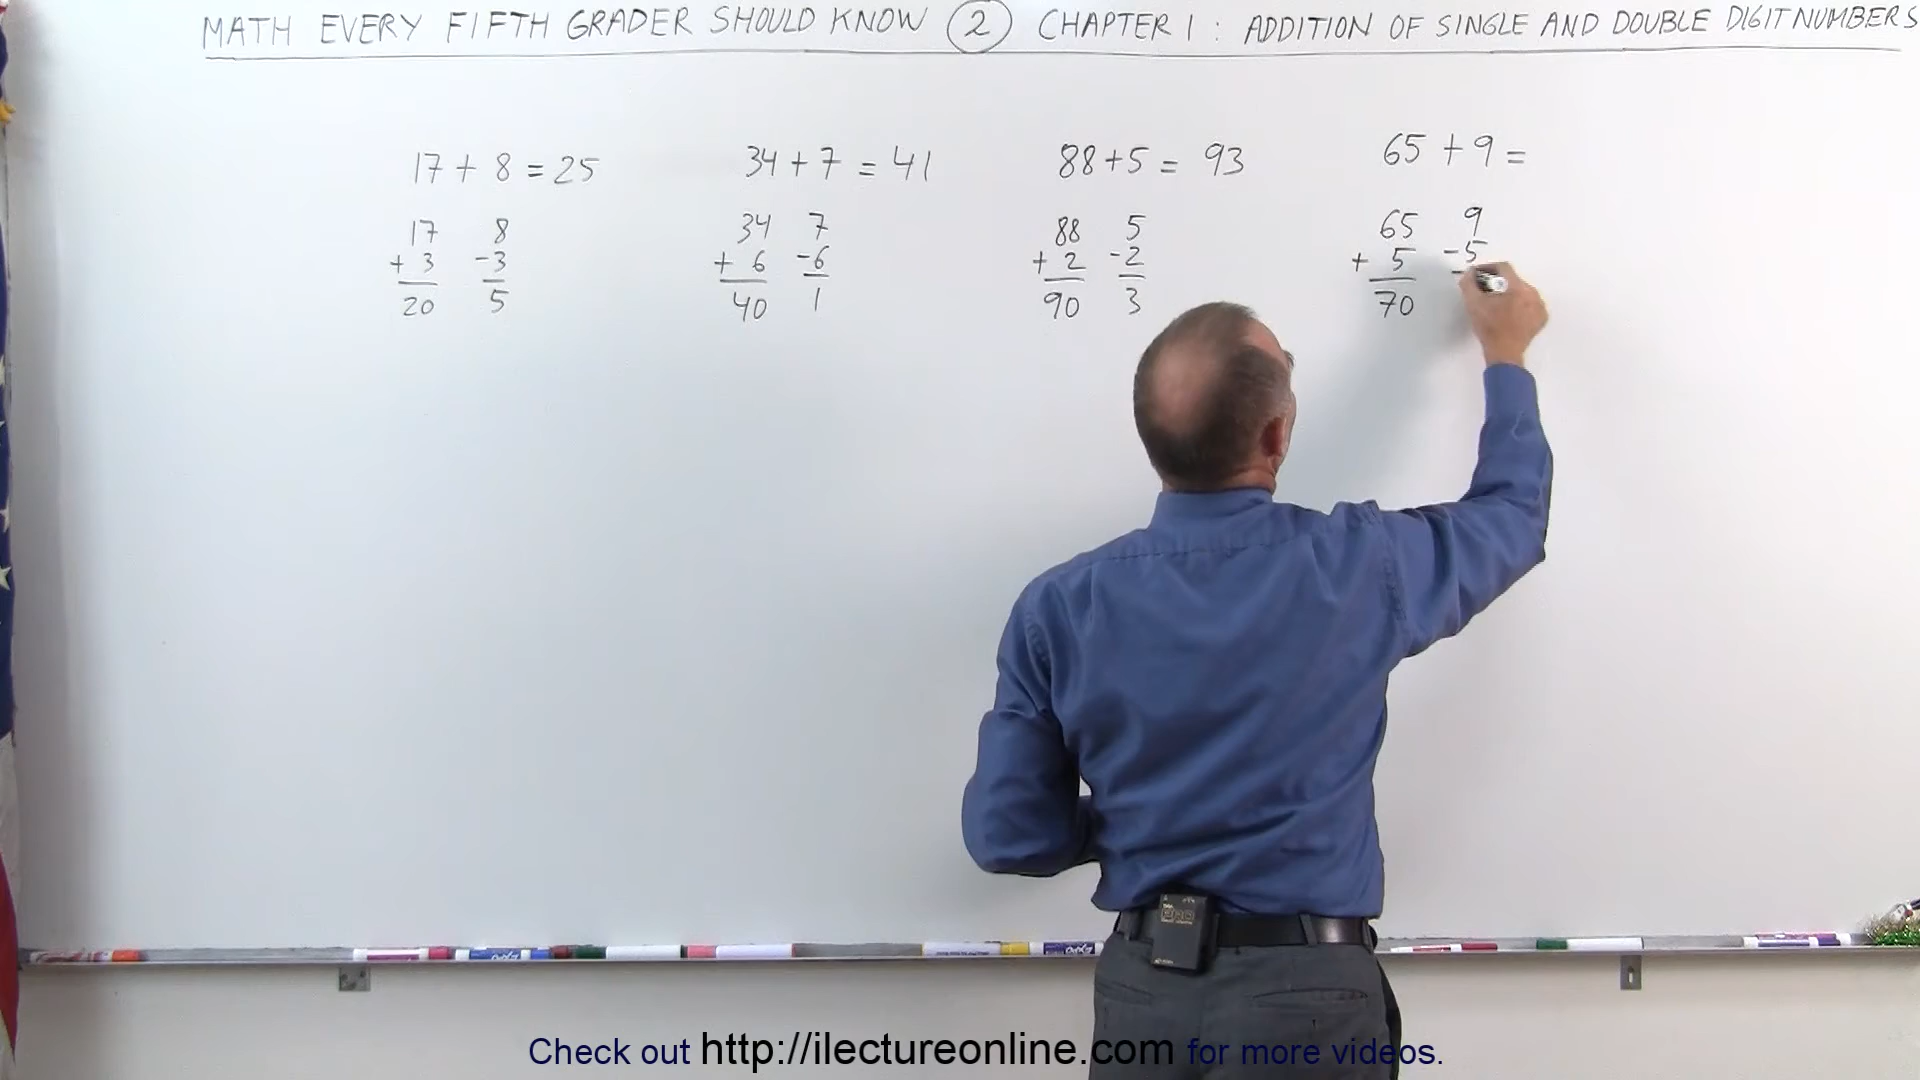 MATH EVERY FIFTH GRADER SHOULD KNOW 2 CHAPTER 1 : ADDITION OF SINGLE AND DOUBLE DIGIT NUMBERS
17 + 8 = 25
17 8
+ 3 -3
20 5
34 + 7 = 41
34 7
+ 6 -6
40 1
88 + 5 = 93
88 5
+ 2 -2
90 3
65 + 9 =
65 9
+ 5 -5
70
Check out http://ilectureonline.com for more videos.